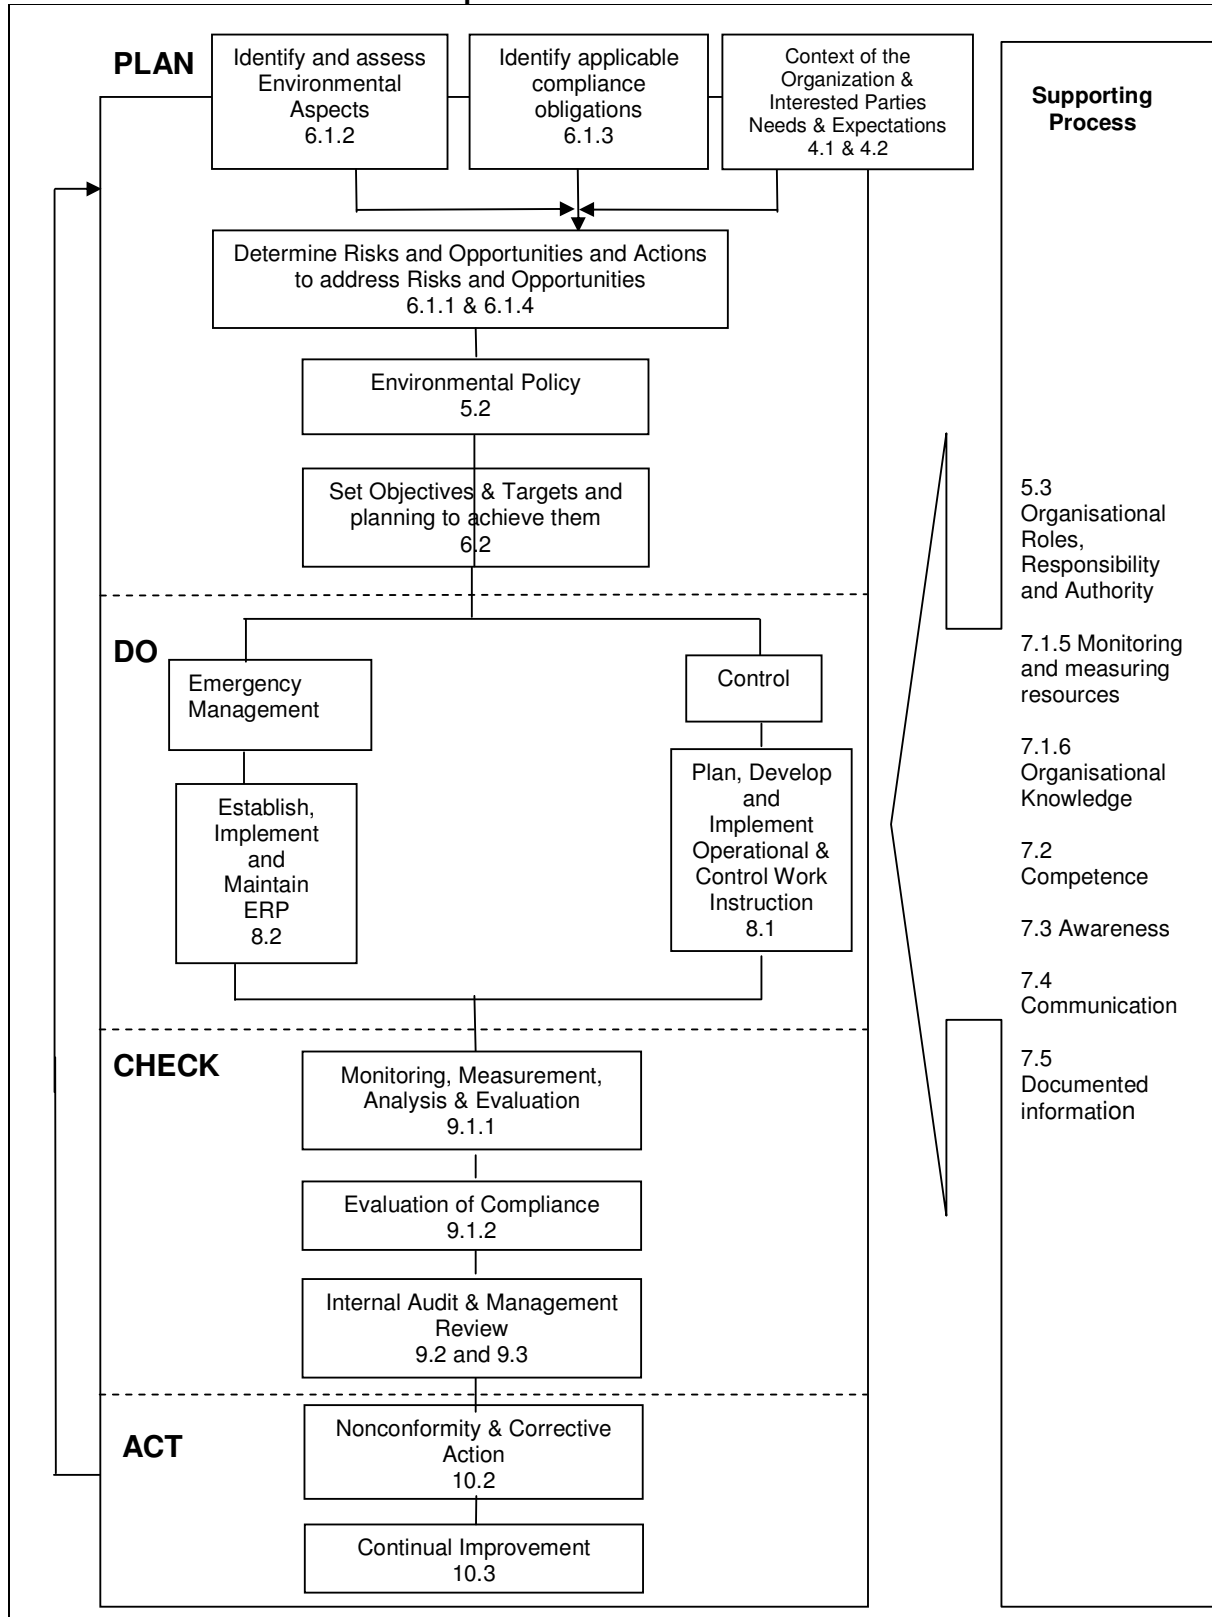 PLAN
Identify and assess
Environmental
Aspects
6.1.2
Identify applicable
compliance
obligations
6.1.3
Context of the
Organization &
Interested Parties
Needs & Expectations
4.1 & 4.2
Determine Risks and Opportunities and Actions
to address Risks and Opportunities
6.1.1 & 6.1.4
Environmental Policy
5.2
Set Objectives & Targets and
planning to achieve them
6.2
DO
Emergency
Management
Control
Establish,
Implement
and
Maintain
ERP
8.2
Plan, Develop
and
Implement
Operational &
Control Work
Instruction
8.1
CHECK
Monitoring, Measurement,
Analysis & Evaluation
9.1.1
Evaluation of Compliance
9.1.2
Internal Audit & Management
Review
9.2 and 9.3
ACT
Nonconformity & Corrective
Action
10.2
Continual Improvement
10.3
Supporting
Process
5.3
Organisational
Roles,
Responsibility
and Authority
7.1.5 Monitoring
and measuring
resources
7.1.6
Organisational
Knowledge
7.2
Competence
7.3 Awareness
7.4
Communication
7.5
Documented
information